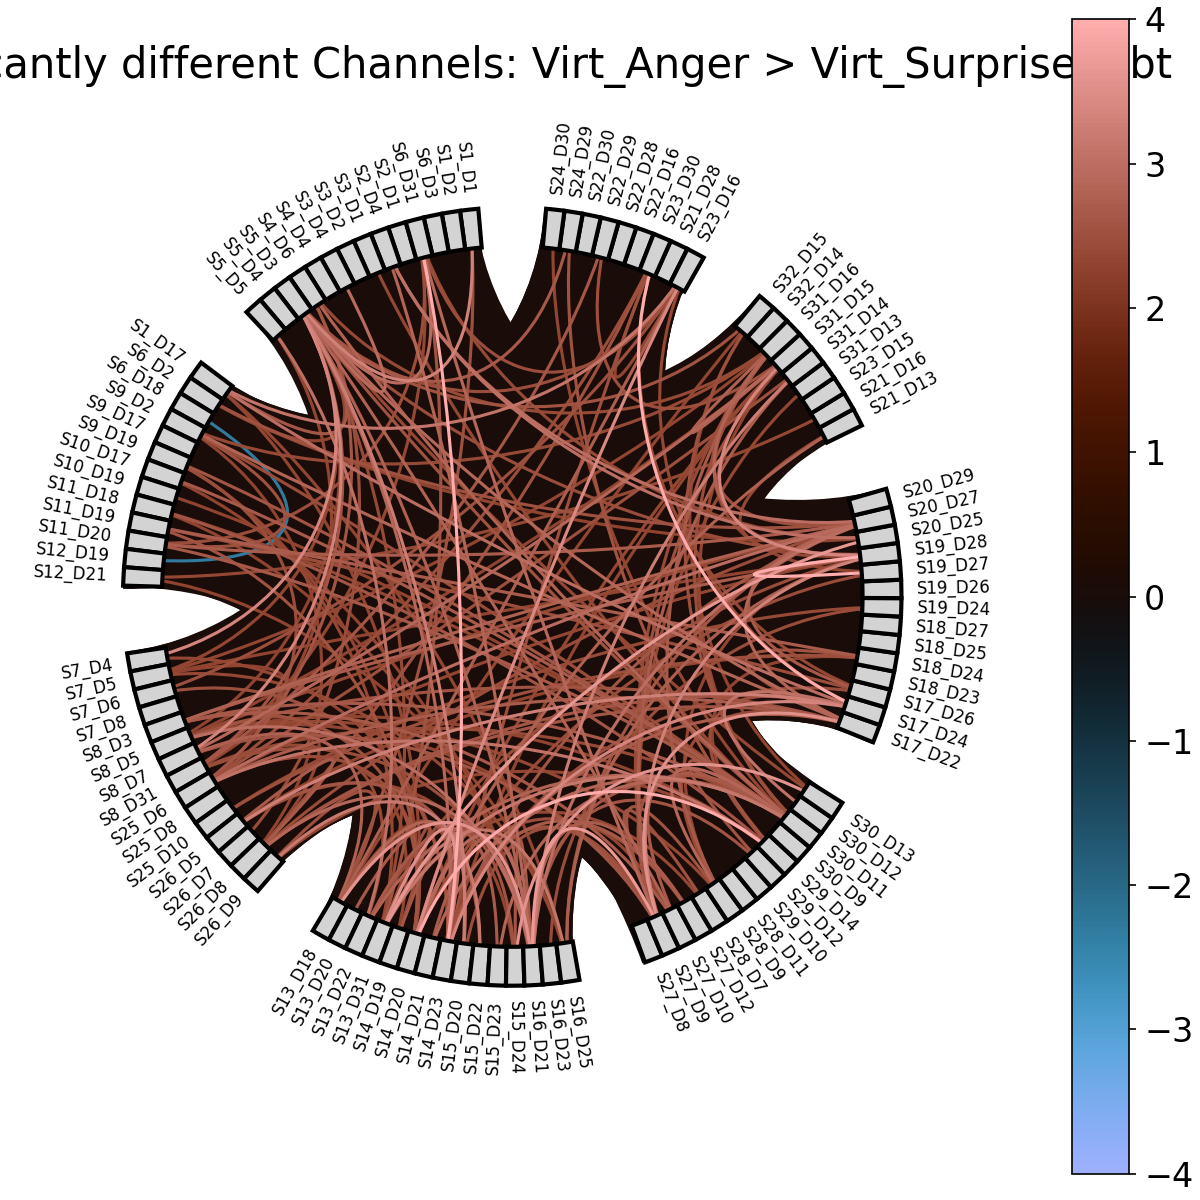 cantly different Channels: Virt_Anger > Virt_Surprise bt
S24_D30
S24_D29
S22_D30
S22_D29
S22_D28
S22_D16
S23_D30
S21_D28
S23_D16
S32_D15
S32_D14
S31_D16
S31_D15
S31_D14
S31_D13
S23_D15
S21_D16
S21_D13
S20_D29
S20_D27
S20_D25
S19_D28
S19_D27
S19_D26
S19_D24
S18_D27
S18_D25
S18_D24
S18_D23
S17_D26
S17_D24
S17_D22
S30_D13
S30_D12
S30_D11
S30_D9
S29_D14
S29_D12
S29_D10
S28_D11
S28_D9
S28_D7
S27_D12
S27_D10
S27_D9
S27_D8
S16_D25
S16_D23
S16_D21
S15_D24
S15_D23
S15_D22
S15_D20
S14_D23
S14_D21
S14_D20
S14_D19
S13_D31
S13_D22
S13_D20
S13_D18
S26_D9
S26_D8
S26_D7
S26_D5
S25_D10
S25_D8
S25_D6
S8_D31
S8_D7
S8_D5
S8_D3
S7_D8
S7_D6
S7_D5
S7_D4
S12_D21
S12_D19
S11_D20
S11_D19
S11_D18
S10_D19
S10_D17
S9_D19
S9_D17
S9_D2
S6_D18
S6_D2
S1_D17
S5_D5
S5_D4
S5_D3
S4_D6
S4_D4
S3_D4
S3_D2
S3_D1
S2_D4
S2_D1
S6_D31
S6_D3
S1_D2
S1_D1
4
3
2
1
0
−1
−2
−3
−4